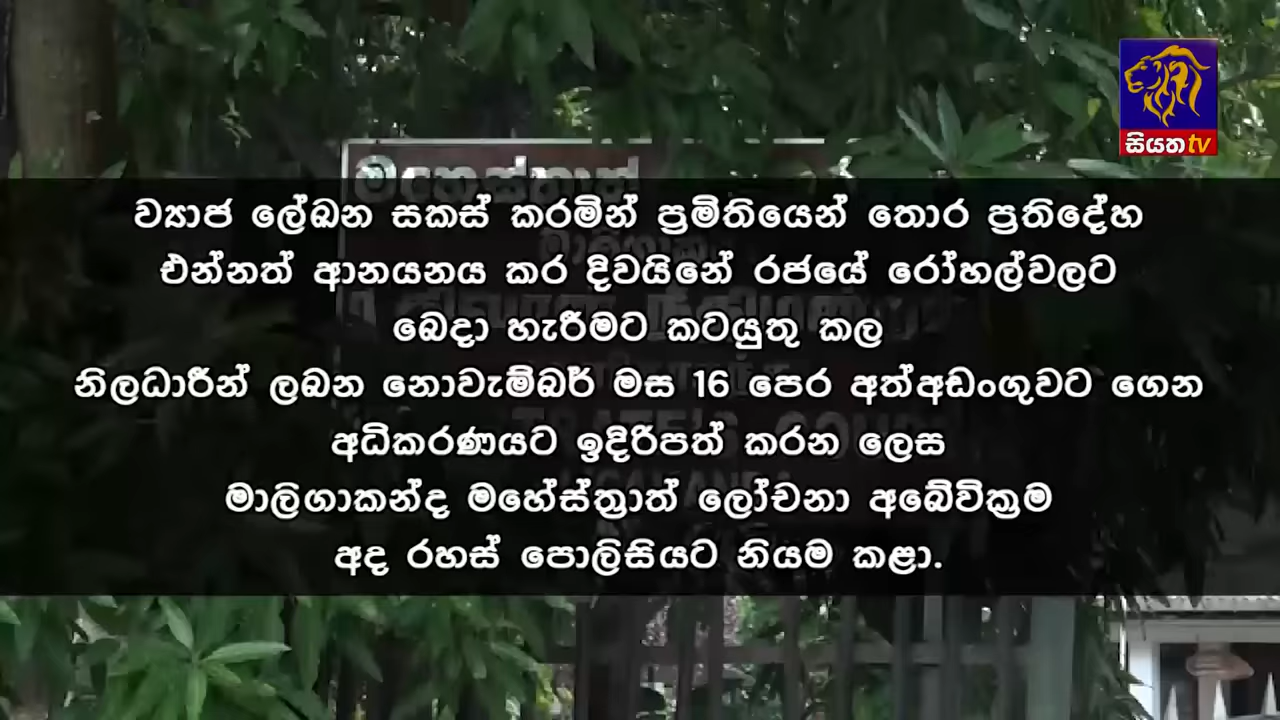 සියත tv
ව්‍යාජ ලේඛන සකස් කරමින් ප්‍රමිතියෙන් තොර ප්‍රතිදේහ
එන්නත් ආනයනය කර දිවයිනේ රජයේ රෝහල්වලට
බෙදා හැරීමට කටයුතු කල
නිලධාරීන් ලබන නොවැම්බර් මස 16 පෙර අත්අඩංගුවට ගෙන
අධිකරණයට ඉදිරිපත් කරන ලෙස
මාලිගාකන්ද මහේස්ත්‍රාත් ලෝචනා අබේවික්‍රම
අද රහස් පොලිසියට නියම කළා.